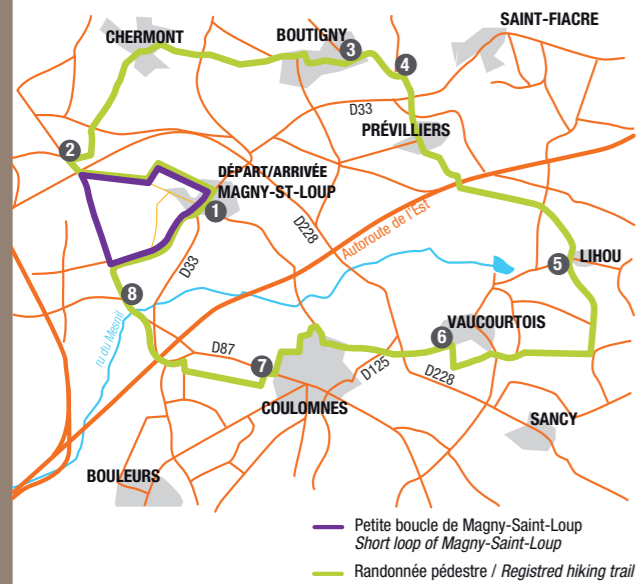 SAINT-FIACRE
CHERMONT
BOUTIGNY
3
4
D33
PRÉVILLIERS
2
DÉPART/ARRIVÉE
MAGNY-ST-LOUP
1
D228
Autoroute de l'Est
D33
LIHOU
5
8
ru du Mesnil
VAUCOURTOIS
6
D87
7
D125
D228
COULOMNES
SANCY
BOULEURS
Petite boucle de Magny-Saint-Loup
Short loop of Magny-Saint-Loup
Randonnée pédestre / Registred hiking trail